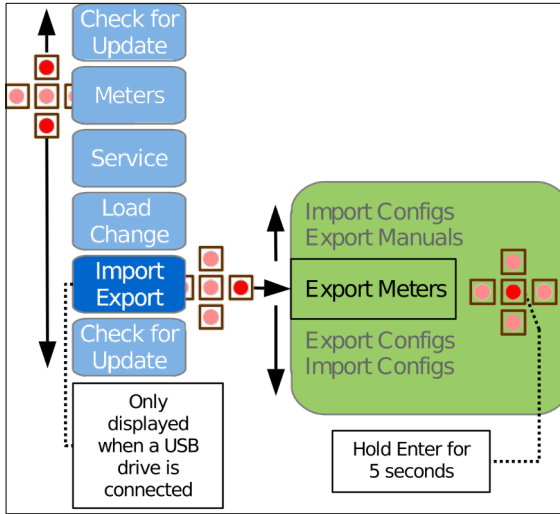 Check for
Update
Meters
Service
Load
Change
Import
Export
Check for
Update
Only
displayed
when a USB
drive is
connected
Import Configs
Export Manuals
Export Meters
Export Configs
Import Configs
Hold Enter for
5 seconds